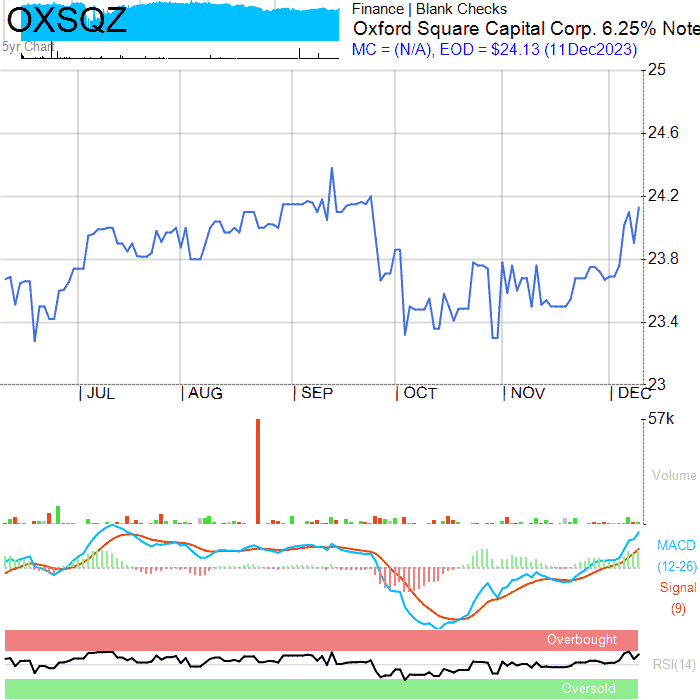 OXSQZ
5yr Chart
Finance | Blank Checks
Oxford Square Capital Corp. 6.25% Note
MC = (N/A), EOD = $24.13 (11Dec2023)
25
24.6
24.2
23.8
23.4
23
JUL AUG SEP OCT NOV DEC
57k
Volume
MACD
(12-26)
Signal
(9)
Overbought
RSI(14)
Oversold